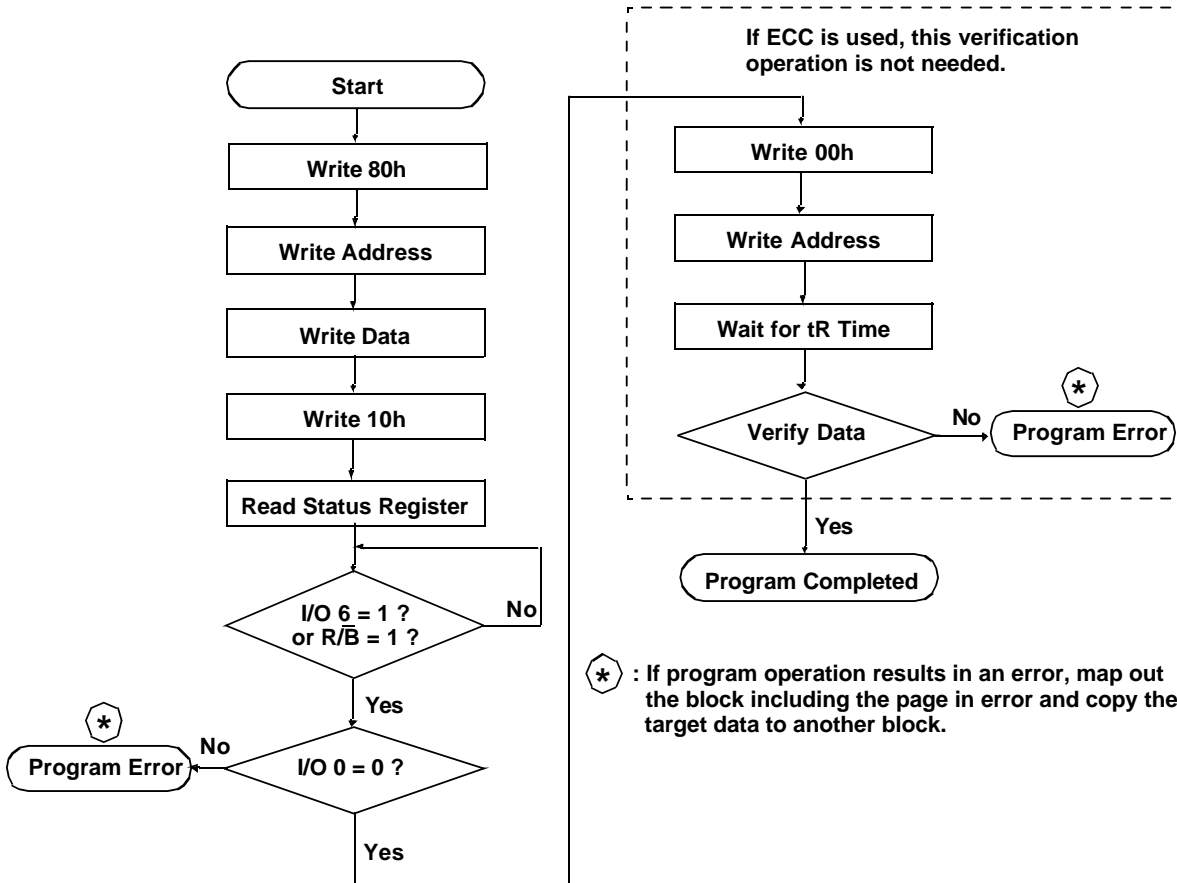 Start
Write 80h
Write Address
Write Data
Write 10h
Read Status Register
I/O 6 = 1 ?
or R/B̅ = 1 ?
No
Yes
*
No
Program Error
I/O 0 = 0 ?
Yes
If ECC is used, this verification
operation is not needed.
Write 00h
Write Address
Wait for tR Time
*
Verify Data
No
Program Error
Yes
Program Completed
* : If program operation results in an error, map out
the block including the page in error and copy the
target data to another block.